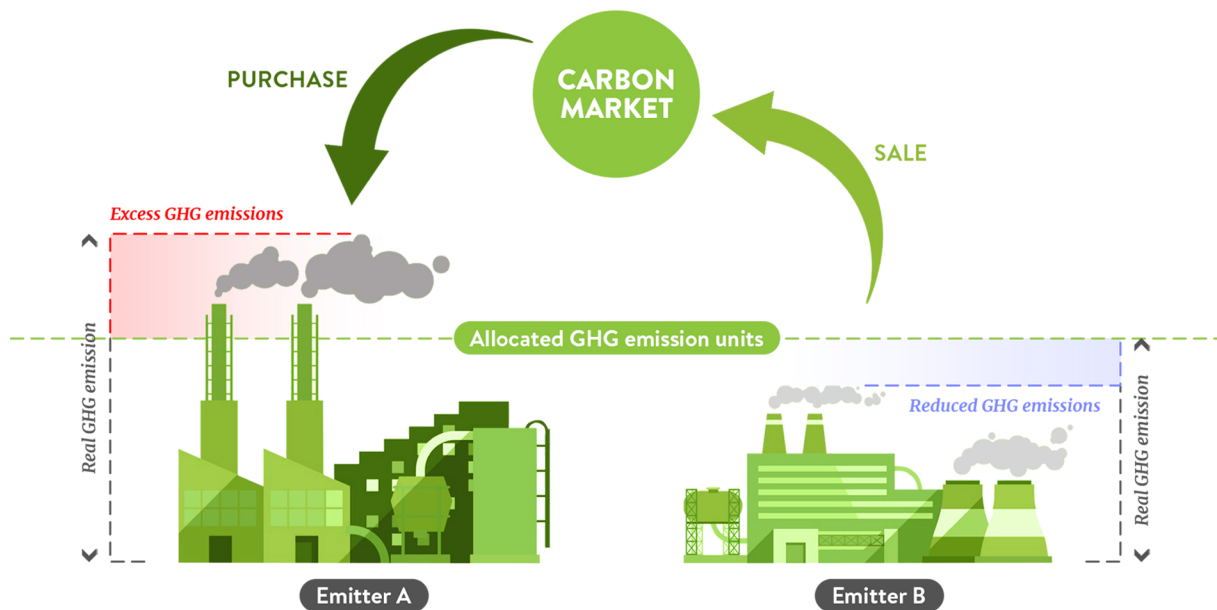 CARBON
MARKET
PURCHASE
SALE
Excess GHG emissions
Real GHG emission
Allocated GHG emission units
Reduced GHG emissions
Real GHG emission
Emitter A
Emitter B